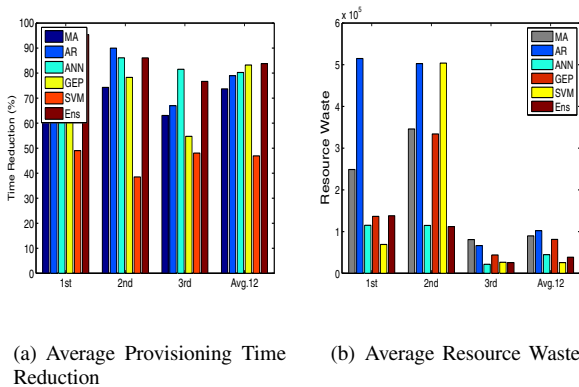 100
90
80
70
60
50
40
30
20
10
0
Time Reduction (%)
MA
AR
ANN
GEP
SVM
Ens
1st 2nd 3rd Avg.12
x 10^5
6
5
4
3
2
1
0
Resource Waste
MA
AR
ANN
GEP
SVM
Ens
1st 2nd 3rd Avg.12
(a) Average Provisioning Time
Reduction
(b) Average Resource Waste